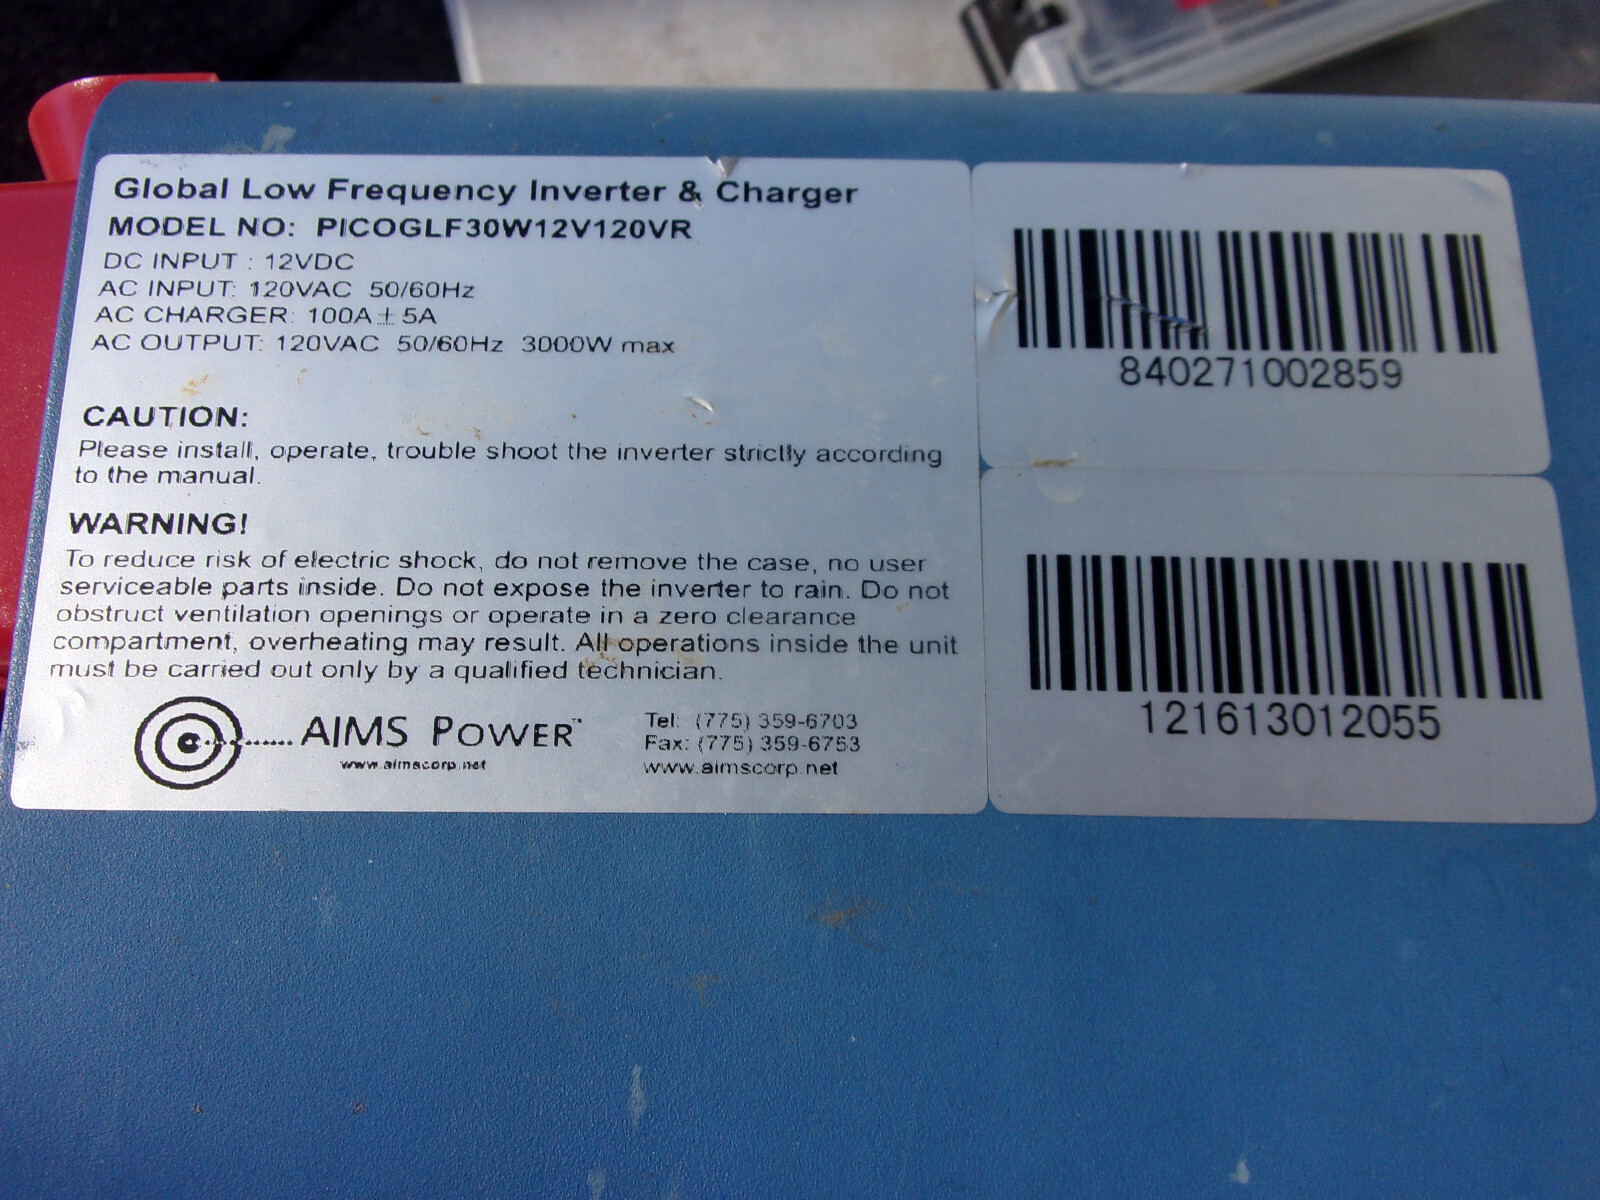 Global Low Frequency Inverter & Charger
MODEL NO: PICOGLF30W12V120VR
DC INPUT : 12VDC
AC INPUT: 120VAC 50/60Hz
AC CHARGER: 100A ± 5A
AC OUTPUT: 120VAC 50/60Hz 3000W max
CAUTION:
Please install, operate, trouble shoot the inverter strictly according
to the manual.
WARNING!
To reduce risk of electric shock, do not remove the case, no user
serviceable parts inside. Do not expose the inverter to rain. Do not
obstruct ventilation openings or operate in a zero clearance
compartment, overheating may result. All operations inside the unit
must be carried out only by a qualified technician.
AIMS POWER™
www.aimscorp.net
Tel: (775) 359-6703
Fax: (775) 359-6753
www.aimscorp.net
840271002859
121613012055